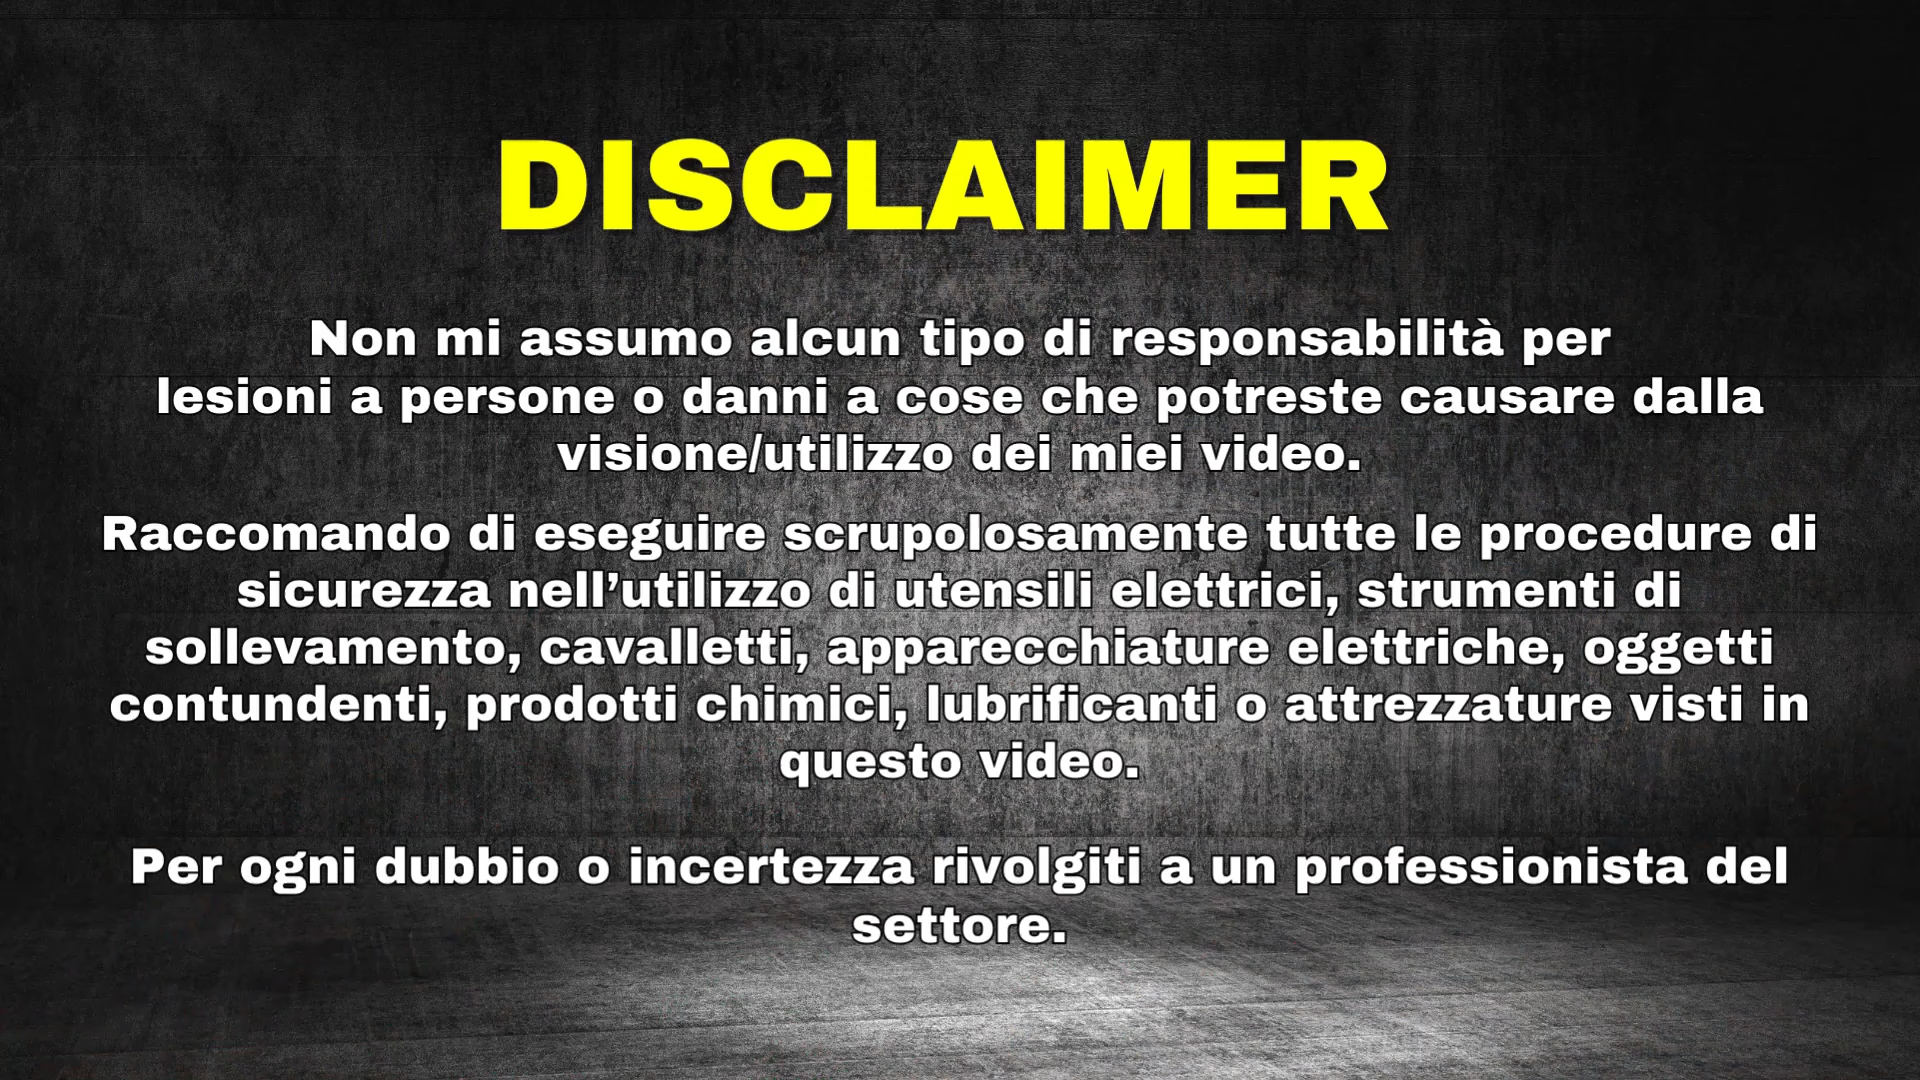 DISCLAIMER
Non mi assumo alcun tipo di responsabilità per
lesioni a persone o danni a cose che potreste causare dalla
visione/utilizzo dei miei video.
Raccomando di eseguire scrupolosamente tutte le procedure di
sicurezza nell’utilizzo di utensili elettrici, strumenti di
sollevamento, cavalletti, apparecchiature elettriche, oggetti
contundenti, prodotti chimici, lubrificanti o attrezzature visti in
questo video.
Per ogni dubbio o incertezza rivolgiti a un professionista del
settore.